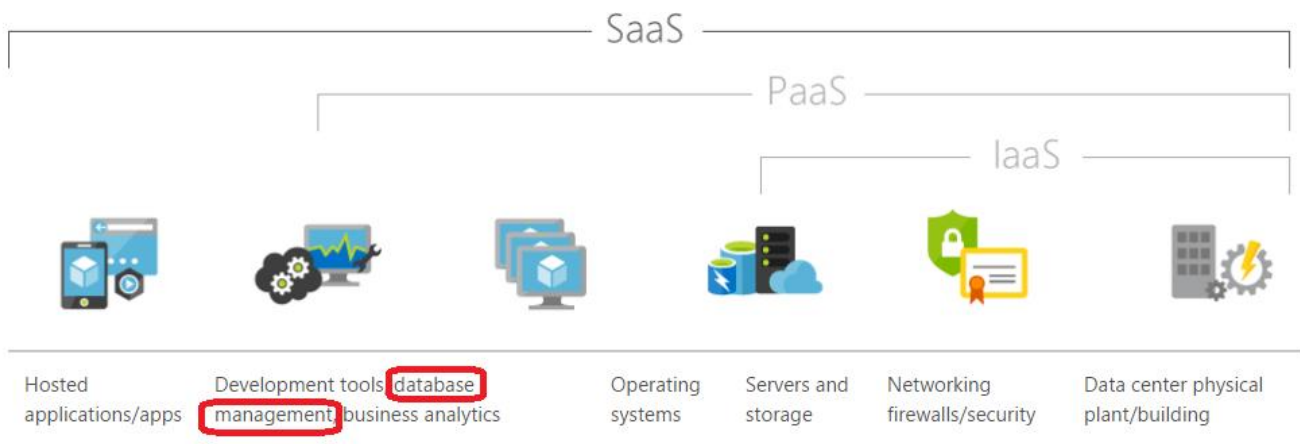 SaaS
PaaS
IaaS
Hosted
applications/apps
Development tools, database
management, business analytics
Operating
systems
Servers and
storage
Networking
firewalls/security
Data center physical
plant/building